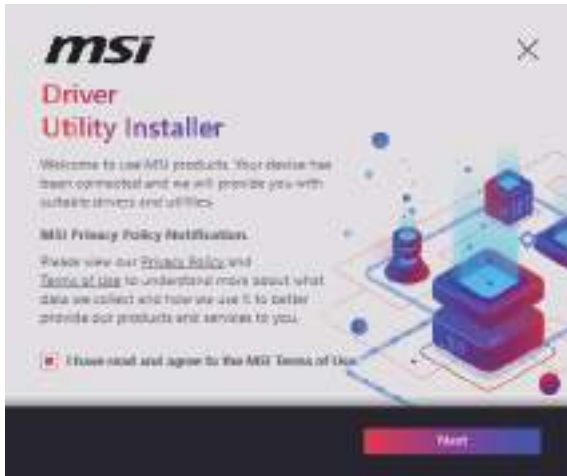 msi
Driver
Utility Installer
Welcome to use MSI products. Your device has
been connected and we will provide you with
suitable drivers and utilities.
MSI Privacy Policy Notification.
Please view our Privacy Policy and
Terms of Use to understand more about what
data we collect and how we use it to better
provide our products and services to you.
I have read and agree to the MSI Terms of Use
Next